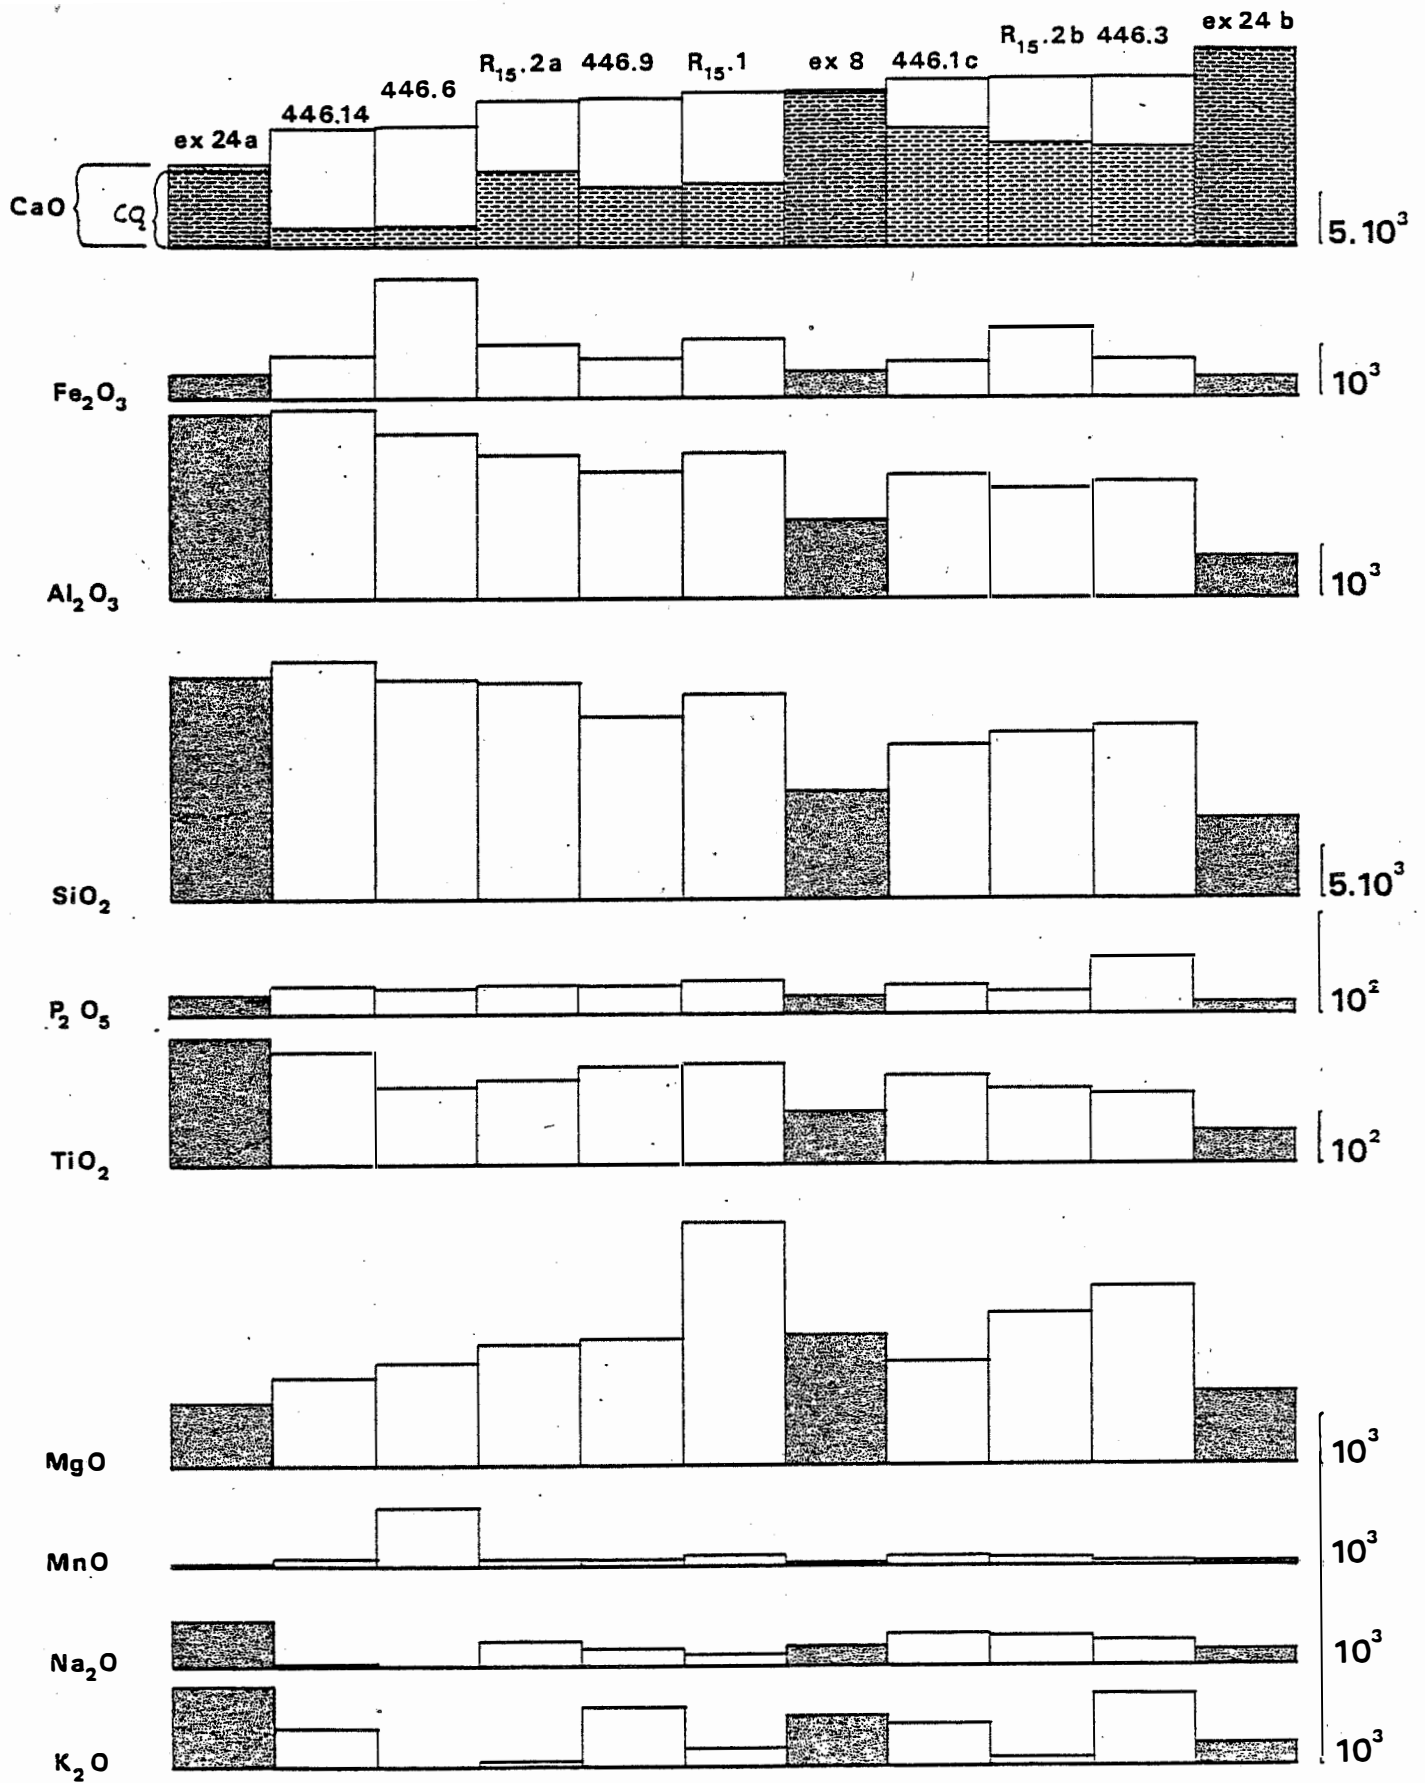 ex 24 b
R₁₅.2b 446.3
R₁₅.2a 446.9 R₁₅.1 ex 8 446.1c
446.6
446.14
ex 24a
CaO CO₂ 5.10³
Fe₂O₃ 10³
Al₂O₃ 10³
SiO₂ 5.10³
P₂O₅ 10²
TiO₂ 10²
MgO 10³
MnO 10³
Na₂O 10³
K₂O 10³